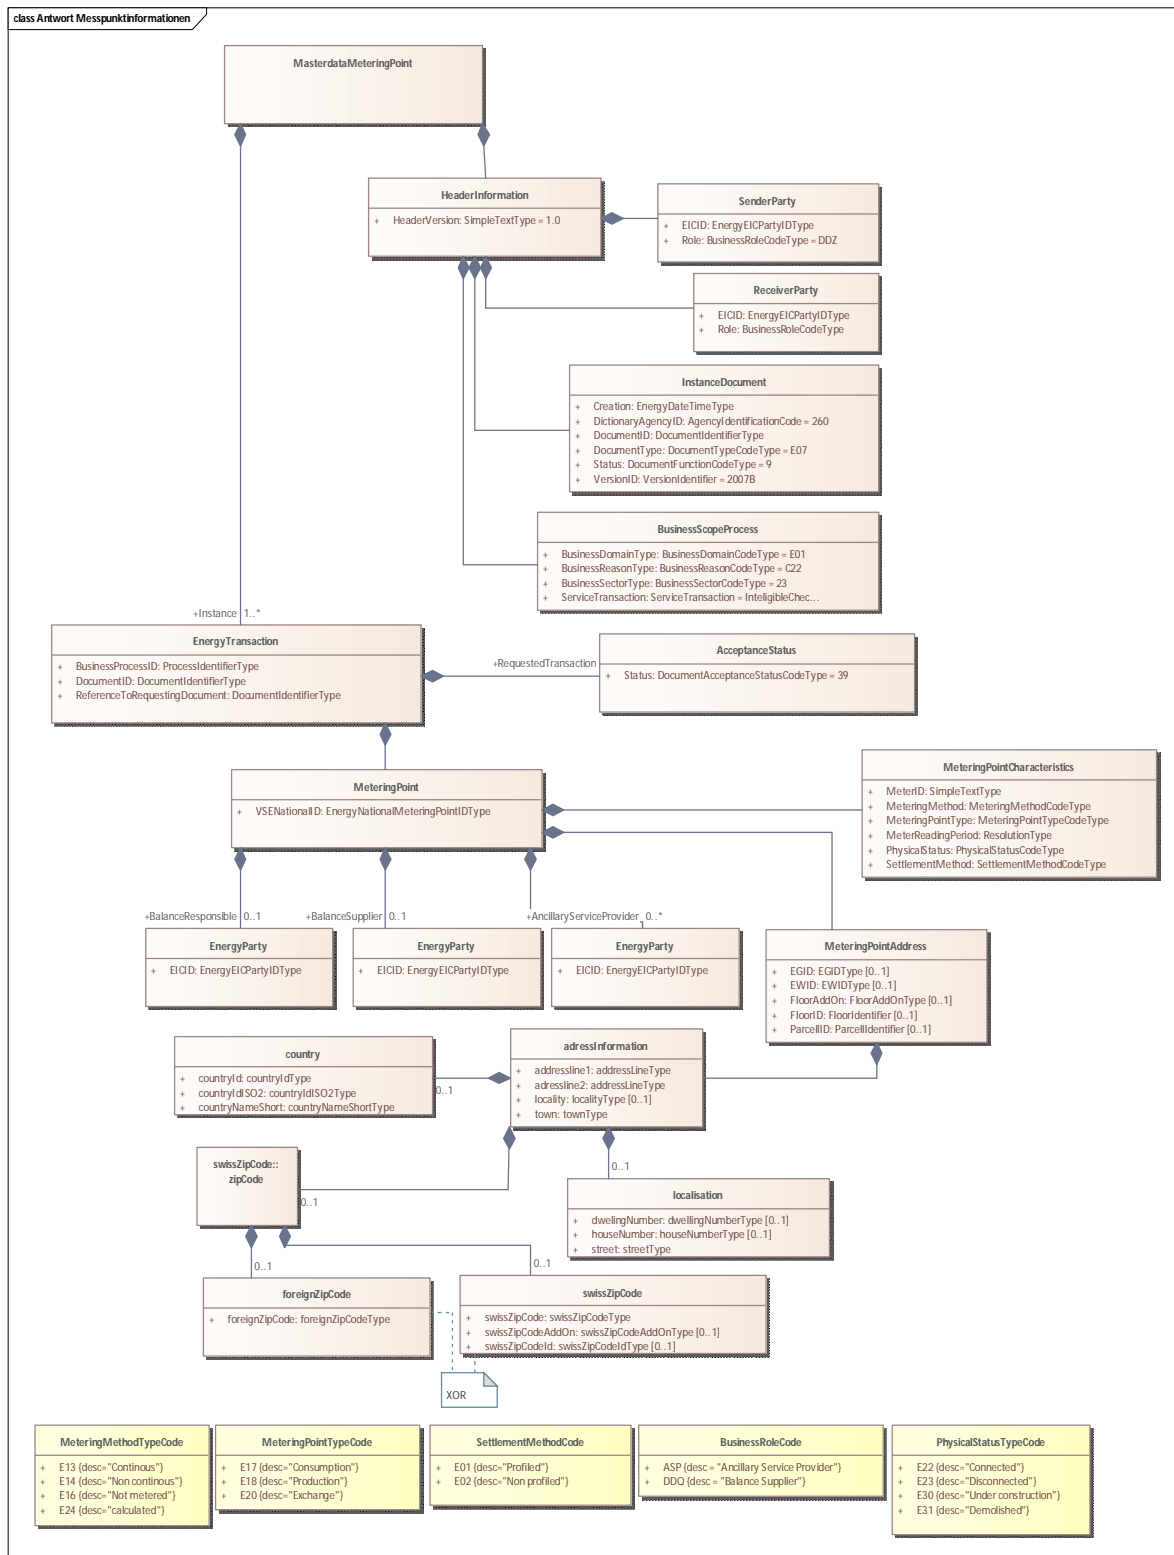 class Antwort Messpunktinformationen
MasterdataMeteringPoint
HeaderInformation
+ HeaderVersion: SimpleTextType = 1.0
SenderParty
+ EICID: EnergyEICPartyIDType
+ Role: BusinessRoleCodeType = DDZ
ReceiverParty
+ EICID: EnergyEICPartyIDType
+ Role: BusinessRoleCodeType
InstanceDocument
+ Creation: EnergyDateTimeType
+ DictionaryAgencyID: AgencyIdentificationCode = 260
+ DocumentID: DocumentIdentifierType
+ DocumentType: DocumentTypeCodeType = E07
+ Status: DocumentFunctionCodeType = 9
+ VersionID: VersionIdentifier = 2007B
BusinessScopeProcess
+ BusinessDomainType: BusinessDomainCodeType = E01
+ BusinessReasonType: BusinessReasonCodeType = C22
+ BusinessSectorType: BusinessSectorCodeType = 23
+ ServiceTransaction: ServiceTransaction = InteligibleChec...
+Instance 1..*
EnergyTransaction
+ BusinessProcessID: ProcessIdentifierType
+ DocumentID: DocumentIdentifierType
+ ReferenceToRequestingDocument: DocumentIdentifierType
+RequestedTransaction
AcceptanceStatus
+ Status: DocumentAcceptanceStatusCodeType = 39
MeteringPoint
+ VSENationalID: EnergyNationalMeteringPointIDType
MeteringPointCharacteristics
+ MeterID: SimpleTextType
+ MeteringMethod: MeteringMethodCodeType
+ MeteringPointType: MeteringPointTypeCodeType
+ MeterReadingPeriod: ResolutionType
+ PhysicalStatus: PhysicalStatusCodeType
+ SettlementMethod: SettlementMethodCodeType
+BalanceResponsible 0..1
+BalanceSupplier 0..1
+AncillaryServiceProvider 0..*
EnergyParty
+ EICID: EnergyEICPartyIDType
EnergyParty
+ EICID: EnergyEICPartyIDType
EnergyParty
+ EICID: EnergyEICPartyIDType
MeteringPointAddress
+ EGID: EGIDType [0..1]
+ EWID: EWIDType [0..1]
+ FloorAddOn: FloorAddOnType [0..1]
+ FloorID: FloorIdentifier [0..1]
+ ParcellID: ParcellIdentifier [0..1]
country
+ countryId: countryIdType
+ countryIdISO2: countryIdISO2Type
+ countryNameShort: countryNameShortType
0..1
adressInformation
+ addressline1: addressLineType
+ adressline2: addressLineType
+ locality: localityType [0..1]
+ town: townType
swissZipCode::
zipCode
0..1
0..1
localisation
+ dwelingNumber: dwellingNumberType [0..1]
+ houseNumber: houseNumberType [0..1]
+ street: streetType
0..1
0..1
foreignZipCode
+ foreignZipCode: foreignZipCodeType
swissZipCode
+ swissZipCode: swissZipCodeType
+ swissZipCodeAddOn: swissZipCodeAddOnType [0..1]
+ swissZipCodeId: swissZipCodeIdType [0..1]
XOR
MeteringMethodTypeCode
+ E13 {desc="Continous"}
+ E14 {desc="Non continous"}
+ E16 {desc="Not metered"}
+ E24 {desc="calculated"}
MeteringPointTypeCode
+ E17 {desc="Consumption"}
+ E18 {desc="Production"}
+ E20 {desc="Exchange"}
SettlementMethodCode
+ E01 {desc="Profiled"}
+ E02 {desc="Non profiled"}
BusinessRoleCode
+ ASP {desc = "Ancillary Service Provider"}
+ DDQ {desc = "Balance Supplier"}
PhysicalStatusTypeCode
+ E22 {desc="Connected"}
+ E23 {desc="Disconnected"}
+ E30 {desc="Under construction"}
+ E31 {desc="Demolished"}